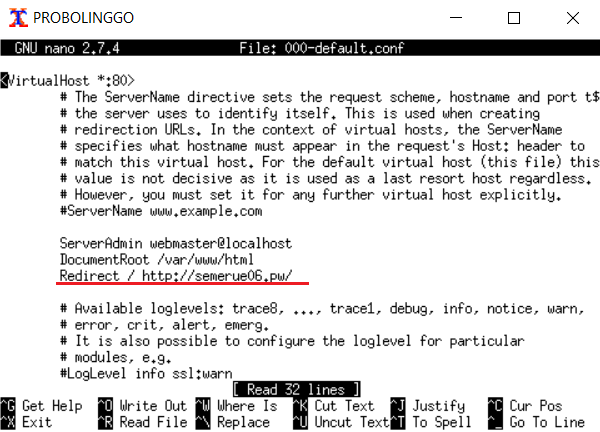 PROBOLINGGO
GNU nano 2.7.4 File: 000-default.conf
<VirtualHost *:80>
# The ServerName directive sets the request scheme, hostname and port t$
# the server uses to identify itself. This is used when creating
# redirection URLs. In the context of virtual hosts, the ServerName
# specifies what hostname must appear in the request's Host: header to
# match this virtual host. For the default virtual host (this file) this
# value is not decisive as it is used as a last resort host regardless.
# However, you must set it for any further virtual host explicitly.
#ServerName www.example.com
ServerAdmin webmaster@localhost
DocumentRoot /var/www/html
Redirect / http://semerue06.pw/
# Available loglevels: trace8, ..., trace1, debug, info, notice, warn,
# error, crit, alert, emerg.
# It is also possible to configure the loglevel for particular
# modules, e.g.
#LogLevel info ssl:warn
[ Read 32 lines ]
^G Get Help ^O Write Out ^W Where Is ^K Cut Text ^J Justify ^C Cur Pos
^X Exit ^R Read File ^\ Replace ^U Uncut Text ^T To Spell ^_ Go To Line